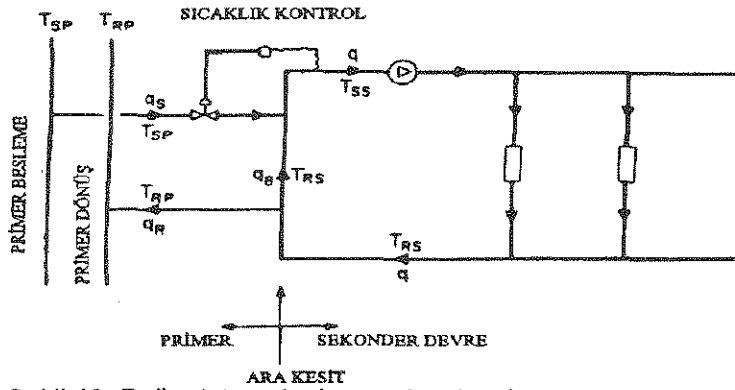 T_SP T_RP SICAKLIK KONTROL
q
T_SS
q_S
T_SP
PRİMER BESLEME
PRİMER DÖNÜŞ
q_B T_RS
T_RP
q_R
T_RS
q
PRİMER SEKONDER DEVRE
ARA KESİT